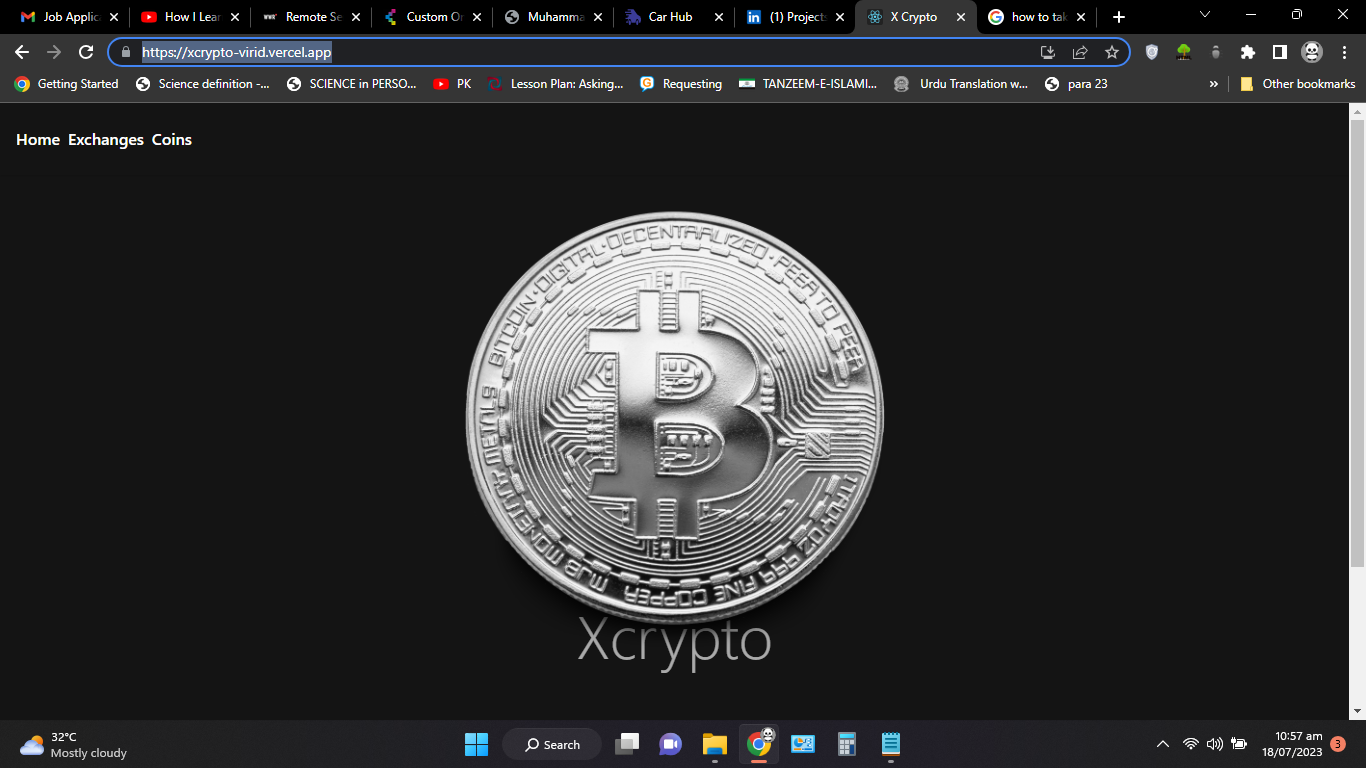 Job Applic
How I Lear
Remote Se
Custom Or
Muhamma
Car Hub
(1) Project
X Crypto
how to tak
https://xcrypto-virid.vercel.app
Getting Started
Science definition -...
SCIENCE in PERSO...
PK
Lesson Plan: Asking...
Requesting
TANZEEM-E-ISLAMI...
Urdu Translation w...
para 23
»
Other bookmarks
Home Exchanges Coins
BITCOIN·DIGITAL·DECENTRALIZED·PEER TO PEER
1 TROY OZ 999 FINE COPPER MJB MONETARY METALS
Xcrypto
32°C
Mostly cloudy
Search
10:57 am
18/07/2023
3